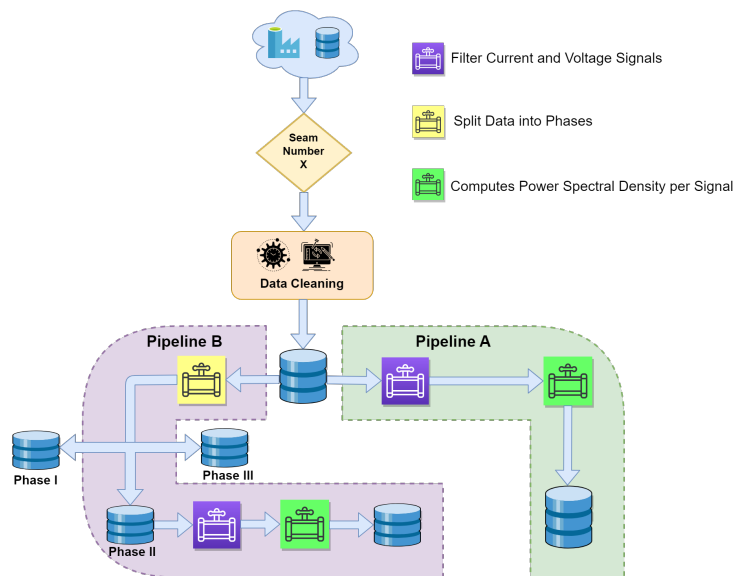 Filter Current and Voltage Signals
Split Data into Phases
Seam
Number
X
Computes Power Spectral Density per Signal
Data Cleaning
Pipeline B
Pipeline A
Phase I
Phase III
Phase II